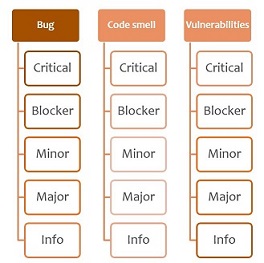 Bug
Critical
Blocker
Minor
Major
Info
Code smell
Critical
Blocker
Minor
Major
Info
Vulnerabilities
Critical
Blocker
Minor
Major
Info